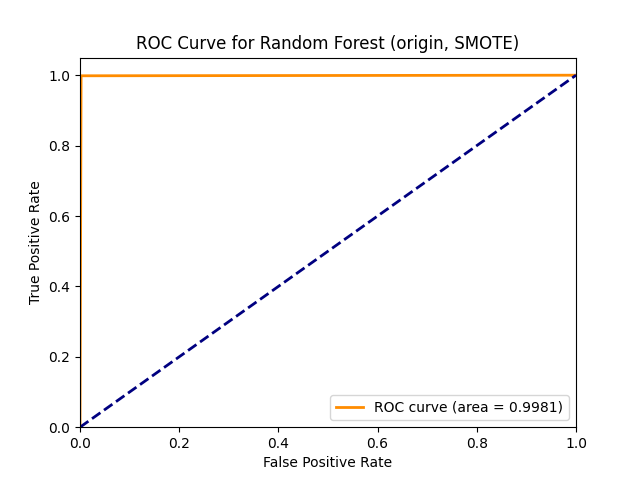 ROC Curve for Random Forest (origin, SMOTE)
1.0
0.8
0.6
0.4
0.2
0.0
True Positive Rate
ROC curve (area = 0.9981)
0.0 0.2 0.4 0.6 0.8 1.0
False Positive Rate